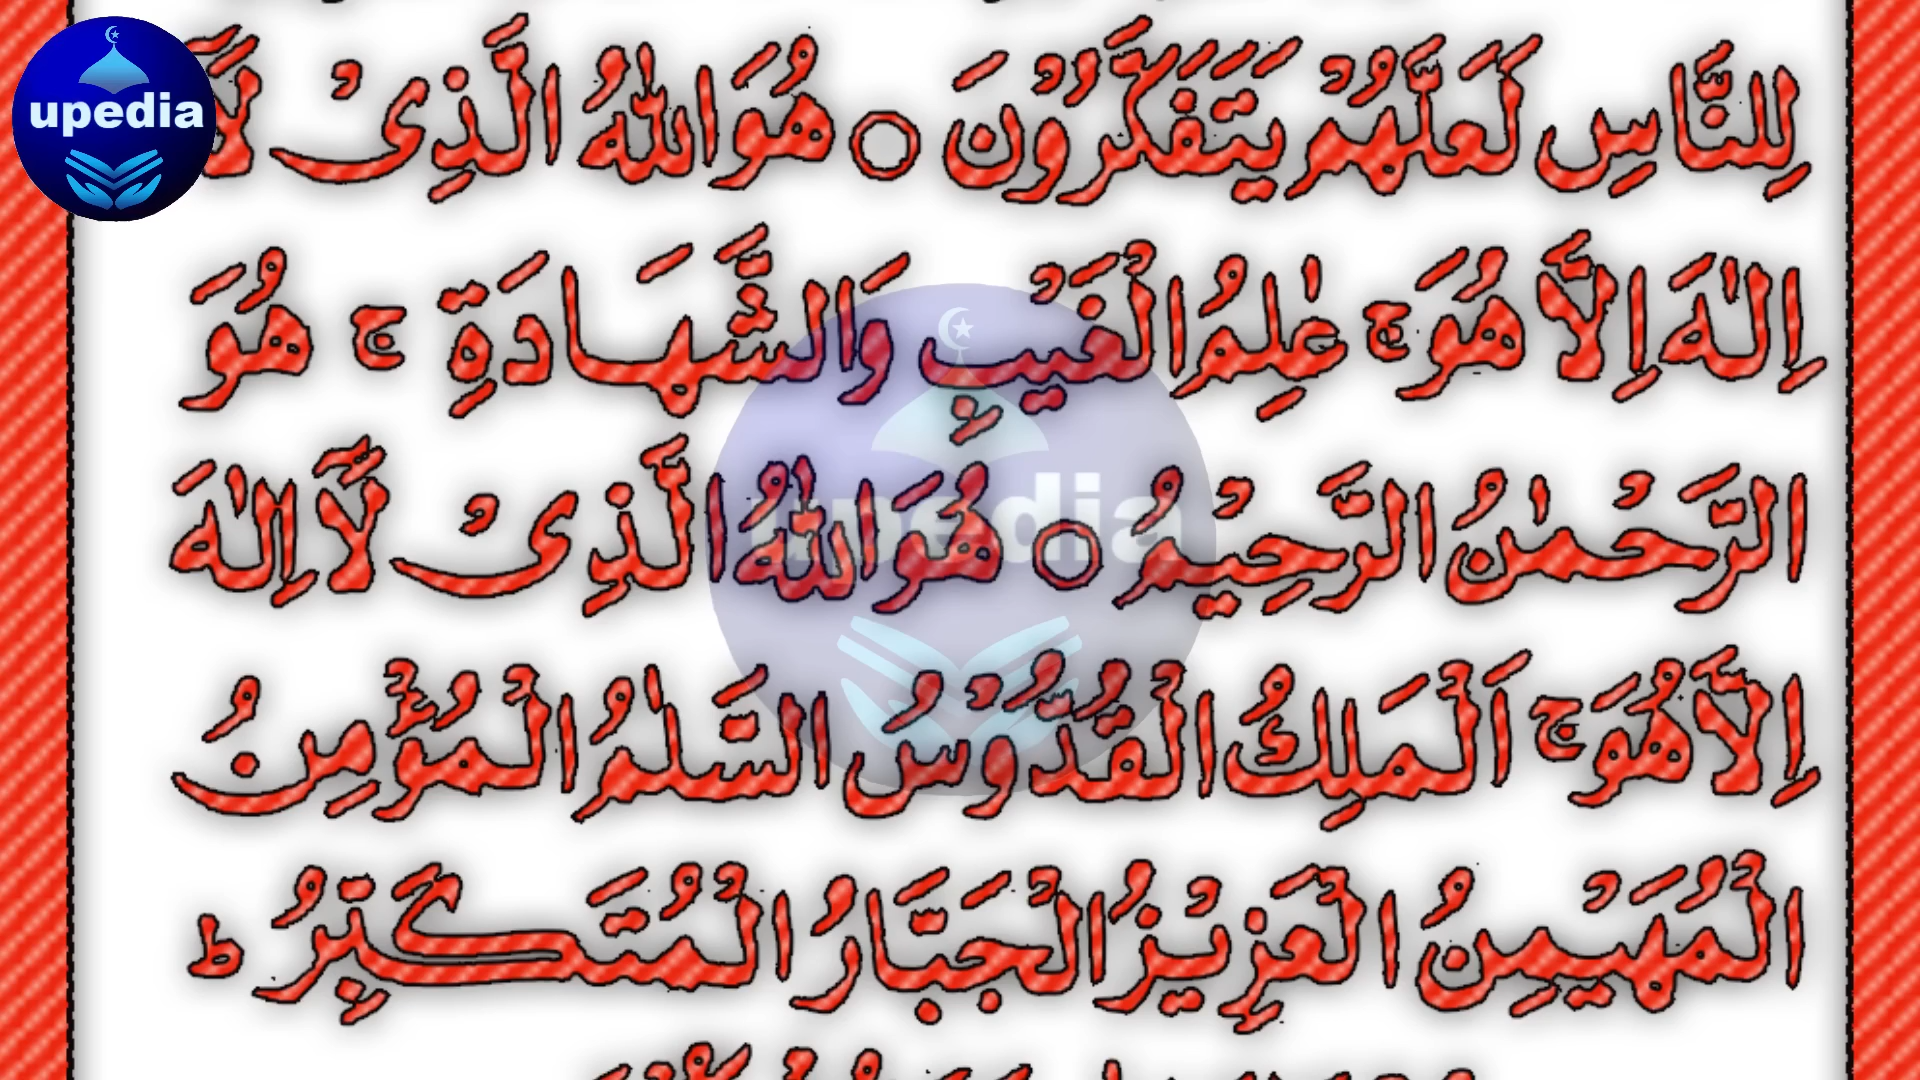 upedia
لِلنَّاسِ لَعَلَّهُمْ يَتَفَكَّرُوْنَ ○ هُوَ اللّٰهُ الَّذِىْ لَاۤ
اِلٰهَ اِلَّا هُوَ ۚ عٰلِمُ الْغَيْبِ وَالشَّهَادَةِ ۚ هُوَ
الرَّحْمٰنُ الرَّحِيْمُ ○ هُوَ اللّٰهُ الَّذِىْ لَاۤ اِلٰهَ
اِلَّا هُوَ ۚ اَلْمَلِكُ الْقُدُّوْسُ السَّلٰمُ الْمُؤْمِنُ
الْمُهَيْمِنُ الْعَزِيْزُ الْجَبَّارُ الْمُتَكَبِّرُ ؕ
upedia